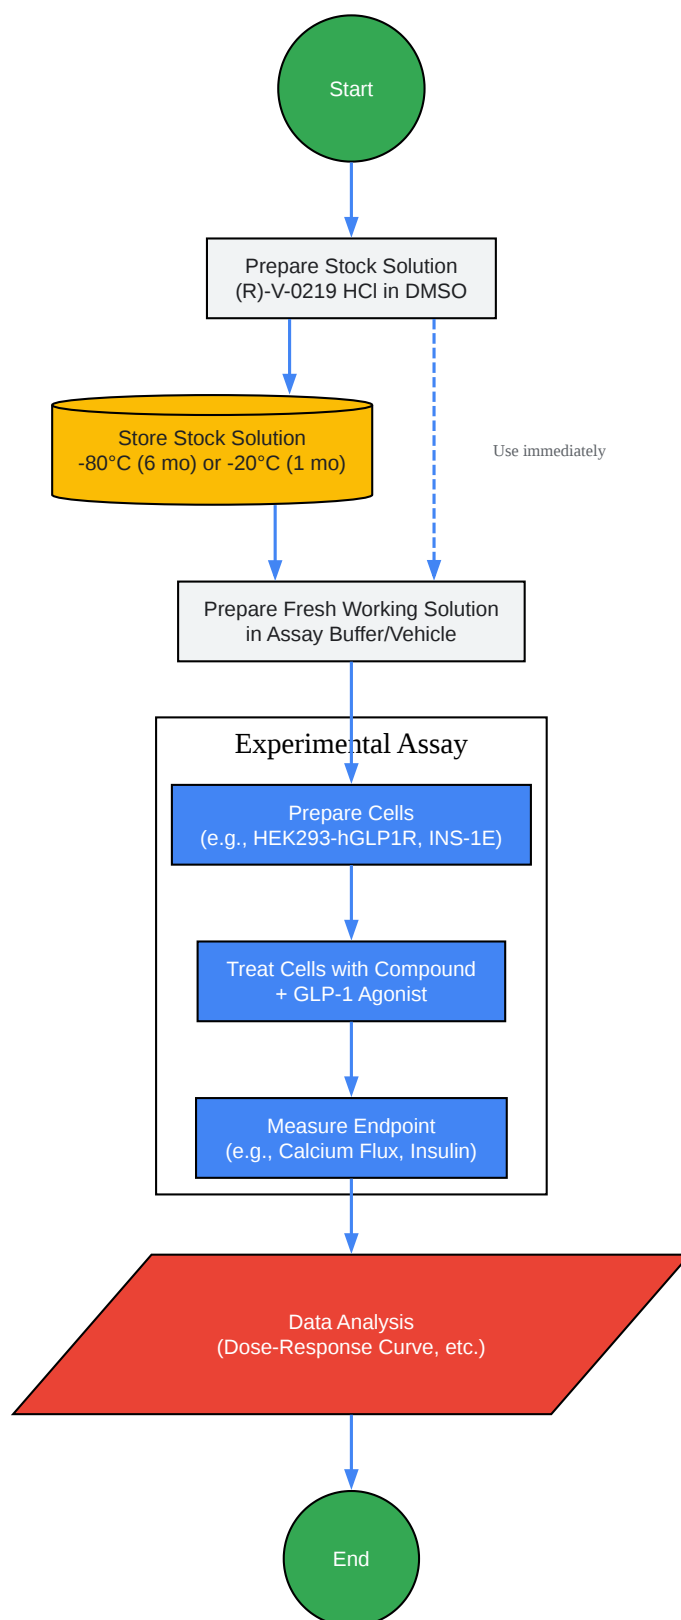 Start
Prepare Stock Solution
(R)-V-0219 HCl in DMSO
Store Stock Solution
-80°C (6 mo) or -20°C (1 mo)
Use immediately
Prepare Fresh Working Solution
in Assay Buffer/Vehicle
Experimental Assay
Prepare Cells
(e.g., HEK293-hGLP1R, INS-1E)
Treat Cells with Compound
+ GLP-1 Agonist
Measure Endpoint
(e.g., Calcium Flux, Insulin)
Data Analysis
(Dose-Response Curve, etc.)
End